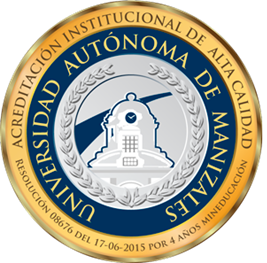 ACREDITACIÓN INSTITUCIONAL DE ALTA CALIDAD
UNIVERSIDAD AUTÓNOMA DE MANIZALES
RESOLUCIÓN 08676 DEL 17-06-2015 POR 4 AÑOS MINEDUCACIÓN